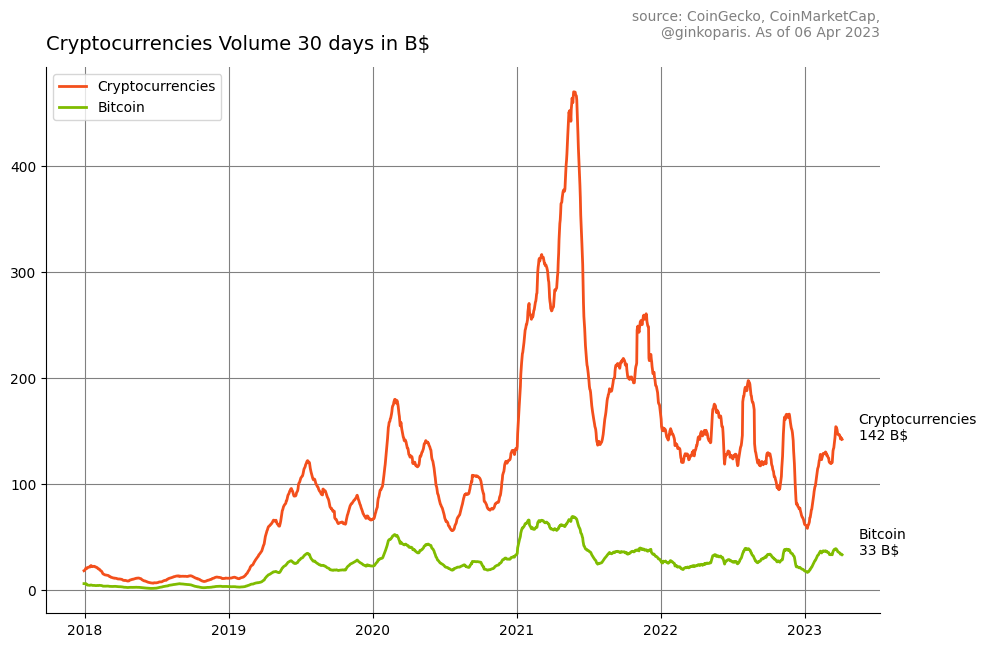 source: CoinGecko, CoinMarketCap,
@ginkoparis. As of 06 Apr 2023
Cryptocurrencies Volume 30 days in B$
Cryptocurrencies
Bitcoin
400
300
200
100
0
Cryptocurrencies
142 B$
Bitcoin
33 B$
2018 2019 2020 2021 2022 2023